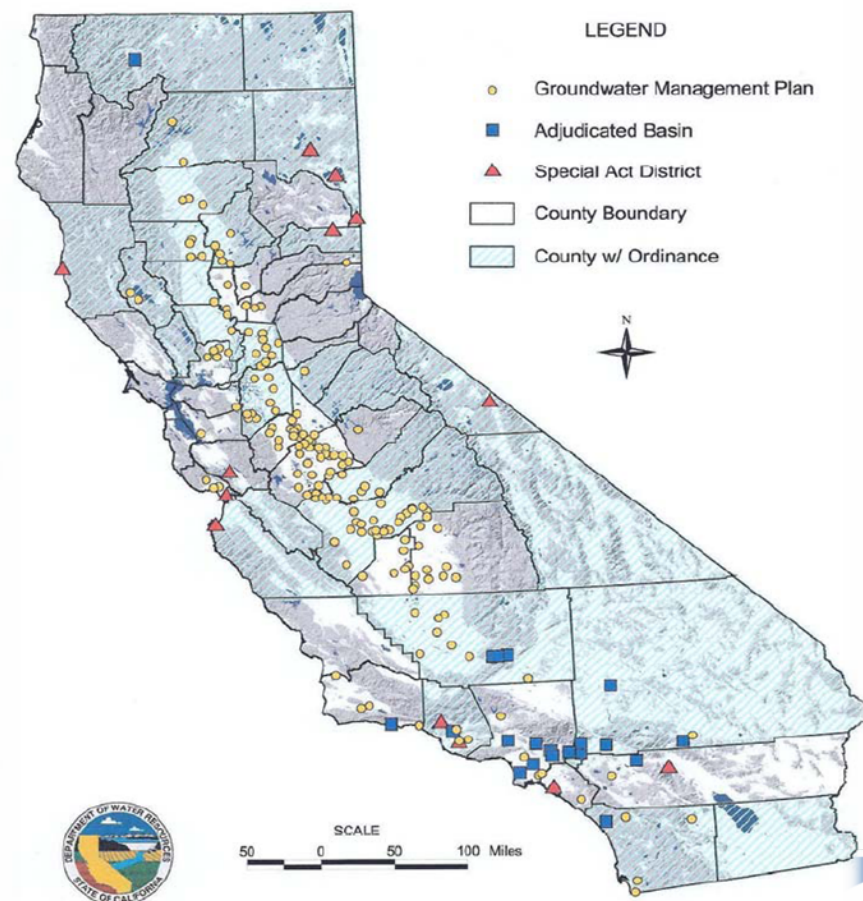 LEGEND
Groundwater Management Plan
Adjudicated Basin
Special Act District
County Boundary
County w/ Ordinance
N
SCALE
50 0 50 100 Miles
DEPARTMENT OF WATER RESOURCES
STATE OF CALIFORNIA